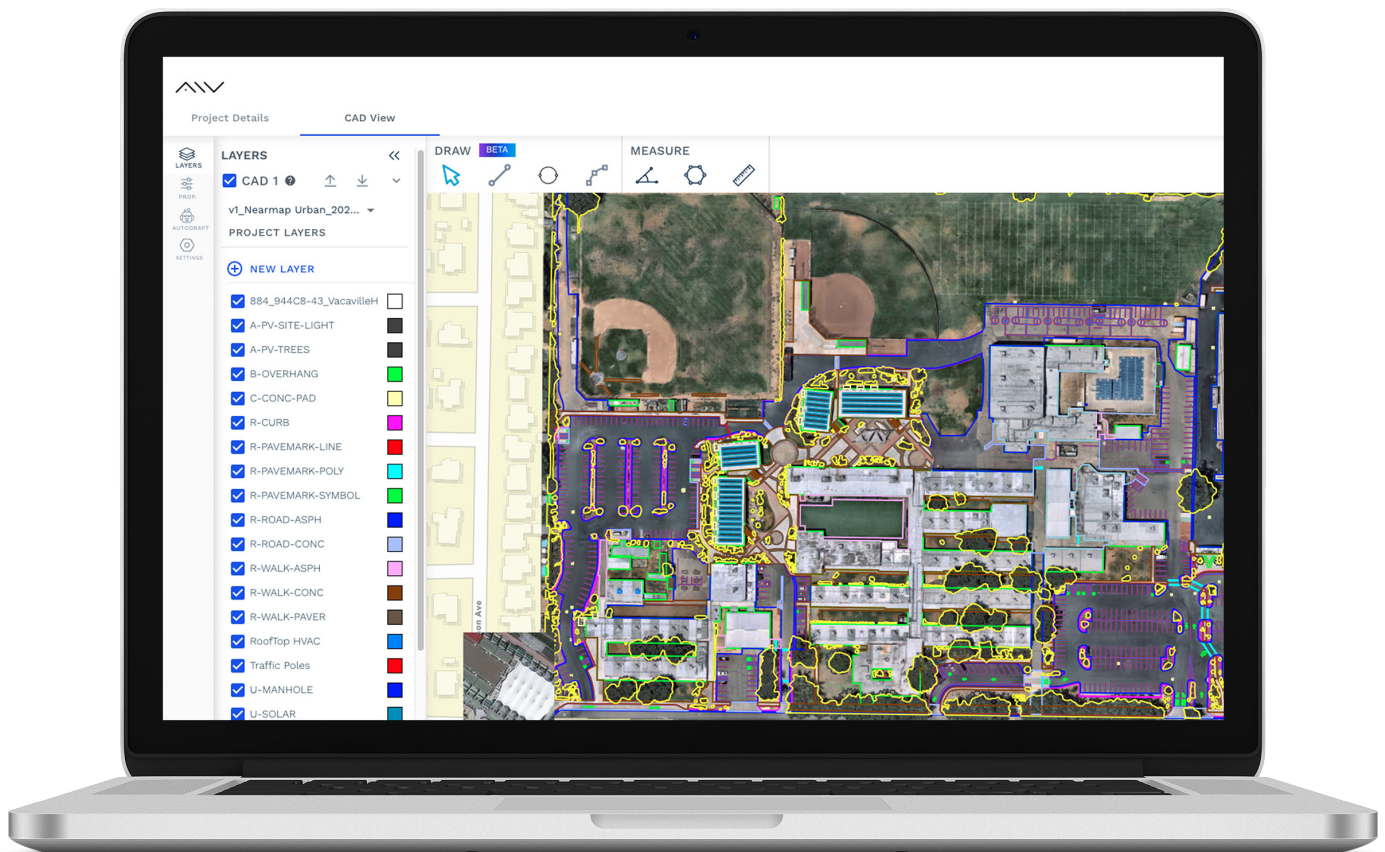 AIV
Project Details
CAD View
LAYERS
PROP.
AUTODRAFT
SETTINGS
LAYERS
CAD 1
v1_Nearmap Urban_202...
PROJECT LAYERS
NEW LAYER
884_944C8-43_VacavilleH
A-PV-SITE-LIGHT
A-PV-TREES
B-OVERHANG
C-CONC-PAD
R-CURB
R-PAVEMARK-LINE
R-PAVEMARK-POLY
R-PAVEMARK-SYMBOL
R-ROAD-ASPH
R-ROAD-CONC
R-WALK-ASPH
R-WALK-CONC
R-WALK-PAVER
RoofTop HVAC
Traffic Poles
U-MANHOLE
U-SOLAR
DRAW BETA
MEASURE
on Ave